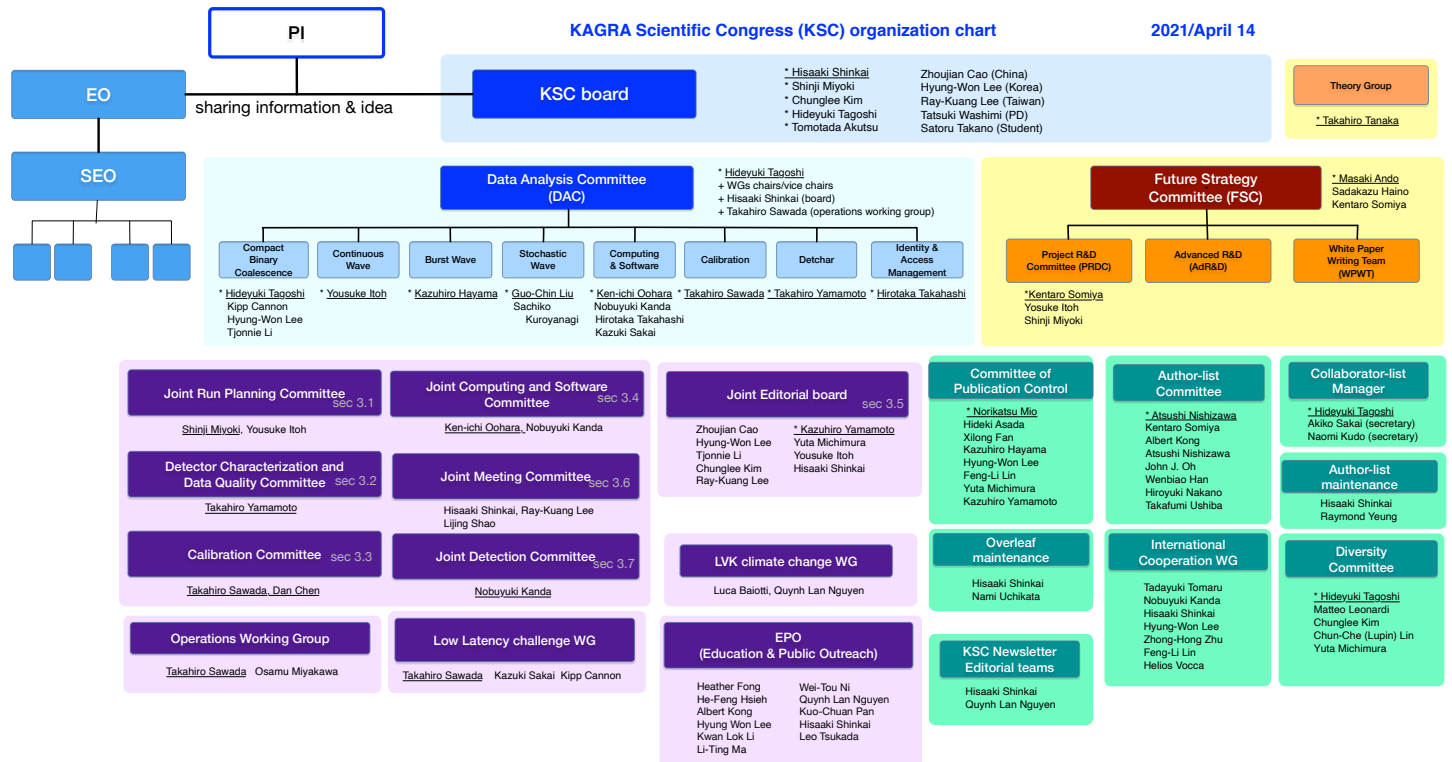 PI
KAGRA Scientific Congress (KSC) organization chart
2021/April 14
EO
sharing information & idea
KSC board
* Hisaaki Shinkai
* Shinji Miyoki
* Chunglee Kim
* Hideyuki Tagoshi
* Tomotada Akutsu
Zhoujian Cao (China)
Hyung-Won Lee (Korea)
Ray-Kuang Lee (Taiwan)
Tatsuki Washimi (PD)
Satoru Takano (Student)
Theory Group
* Takahiro Tanaka
SEO
Data Analysis Committee
(DAC)
* Hideyuki Tagoshi
+ WGs chairs/vice chairs
+ Hisaaki Shinkai (board)
+ Takahiro Sawada (operations working group)
Compact
Binary
Coalescence
* Hideyuki Tagoshi
Kipp Cannon
Hyung-Won Lee
Tjonnie Li
Continuous
Wave
* Yousuke Itoh
Burst Wave
* Kazuhiro Hayama
Stochastic
Wave
* Guo-Chin Liu
Sachiko
Kuroyanagi
Computing
& Software
* Ken-ichi Oohara
Nobuyuki Kanda
Hirotaka Takahashi
Kazuki Sakai
Calibration
* Takahiro Sawada
Detchar
* Takahiro Yamamoto
Identity &
Access
Management
* Hirotaka Takahashi
Future Strategy
Committee (FSC)
* Masaki Ando
Sadakazu Haino
Kentaro Somiya
Project R&D
Committee (PRDC)
*Kentaro Somiya
Yosuke Itoh
Shinji Miyoki
Advanced R&D
(AdR&D)
White Paper
Writing Team
(WPWT)
Joint Run Planning Committee
sec 3.1
Shinji Miyoki, Yousuke Itoh
Joint Computing and Software
Committee
sec 3.4
Ken-ichi Oohara, Nobuyuki Kanda
Detector Characterization and
Data Quality Committee
sec 3.2
Takahiro Yamamoto
Joint Meeting Committee
sec 3.6
Hisaaki Shinkai, Ray-Kuang Lee
Lijing Shao
Calibration Committee
sec 3.3
Takahiro Sawada, Dan Chen
Joint Detection Committee
sec 3.7
Nobuyuki Kanda
Operations Working Group
Takahiro Sawada Osamu Miyakawa
Low Latency challenge WG
Takahiro Sawada Kazuki Sakai Kipp Cannon
Joint Editorial board
sec 3.5
Zhoujian Cao
Hyung-Won Lee
Tjonnie Li
Chunglee Kim
Ray-Kuang Lee
* Kazuhiro Yamamoto
Yuta Michimura
Yousuke Itoh
Hisaaki Shinkai
LVK climate change WG
Luca Baiotti, Quynh Lan Nguyen
EPO
(Education & Public Outreach)
Heather Fong
He-Feng Hsieh
Albert Kong
Hyung Won Lee
Kwan Lok Li
Li-Ting Ma
Wei-Tou Ni
Quynh Lan Nguyen
Kuo-Chuan Pan
Hisaaki Shinkai
Leo Tsukada
Committee of
Publication Control
* Norikatsu Mio
Hideki Asada
Xilong Fan
Kazuhiro Hayama
Hyung-Won Lee
Feng-Li Lin
Yuta Michimura
Kazuhiro Yamamoto
Overleaf
maintenance
Hisaaki Shinkai
Nami Uchikata
KSC Newsletter
Editorial teams
Hisaaki Shinkai
Quynh Lan Nguyen
Author-list
Committee
* Atsushi Nishizawa
Kentaro Somiya
Albert Kong
Atsushi Nishizawa
John J. Oh
Wenbiao Han
Hiroyuki Nakano
Takafumi Ushiba
International
Cooperation WG
Tadayuki Tomaru
Nobuyuki Kanda
Hisaaki Shinkai
Hyung-Won Lee
Zhong-Hong Zhu
Feng-Li Lin
Helios Vocca
Collaborator-list
Manager
* Hideyuki Tagoshi
Akiko Sakai (secretary)
Naomi Kudo (secretary)
Author-list
maintenance
Hisaaki Shinkai
Raymond Yeung
Diversity
Committee
* Hideyuki Tagoshi
Matteo Leonardi
Chunglee Kim
Chun-Che (Lupin) Lin
Yuta Michimura